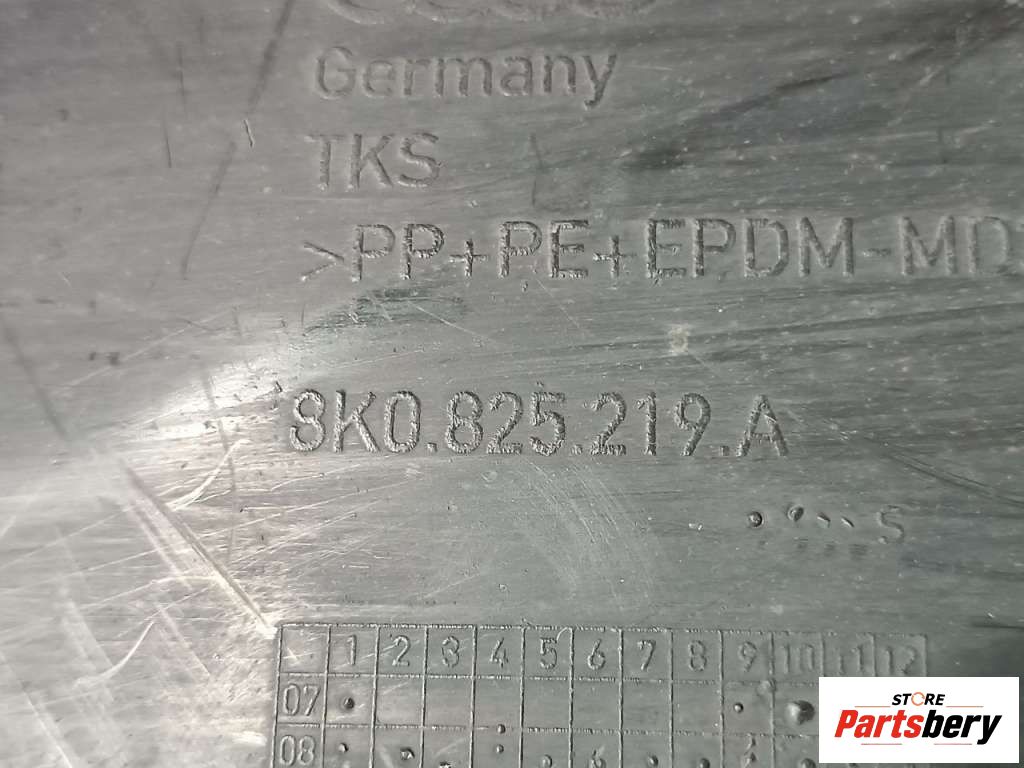 Germany
TKS
>PP+PE+EPDM-MD
8K0.825.219.A
S
1 2 3 4 5 6 7 8 9 10 11 12
07
08
STORE
Partsbery